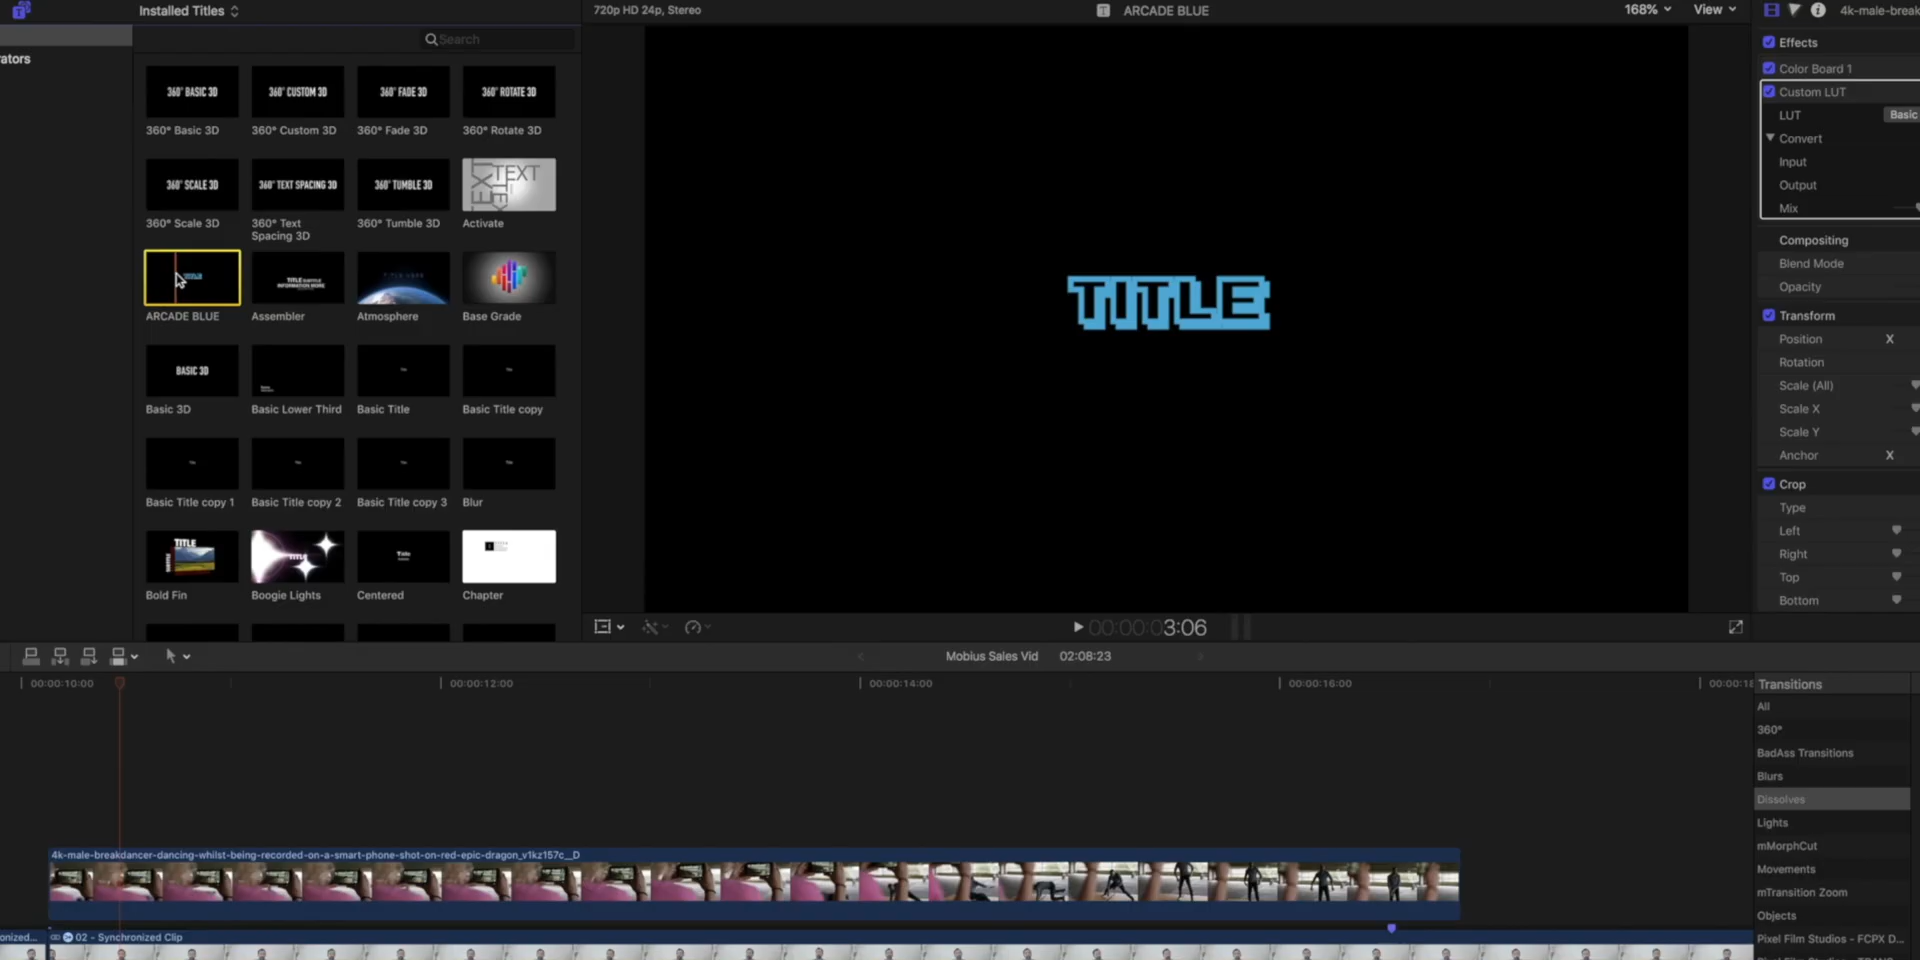 Installed Titles
720p HD 24p, Stereo
ARCADE BLUE
168%
View
4k-male-break
ators
Search
Effects
Color Board 1
Custom LUT
LUT
Basic
Convert
Input
Output
Mix
Compositing
Blend Mode
Opacity
Transform
Position X
Rotation
Scale (All)
Scale X
Scale Y
Anchor X
Crop
Type
Left
Right
Top
Bottom
360° BASIC 3D
360° CUSTOM 3D
360° FADE 3D
360° ROTATE 3D
360° Basic 3D
360° Custom 3D
360° Fade 3D
360° Rotate 3D
360° SCALE 3D
360° TEXT SPACING 3D
360° TUMBLE 3D
TEXT
360° Scale 3D
360° Text
Spacing 3D
360° Tumble 3D
Activate
TITLE
TITLE HERE
ARCADE BLUE
Assembler
Atmosphere
Base Grade
BASIC 3D
Basic 3D
Basic Lower Third
Basic Title
Basic Title copy
Basic Title copy 1
Basic Title copy 2
Basic Title copy 3
Blur
TITLE
TITLE
Title
Bold Fin
Boogie Lights
Centered
Chapter
TITLE
00:00:03:06
Mobius Sales Vid
02:08:23
00:00:10:00
00:00:12:00
00:00:14:00
00:00:16:00
00:00:18
Transitions
All
360°
BadAss Transitions
Blurs
Dissolves
Lights
mMorphCut
Movements
mTransition Zoom
Objects
Pixel Film Studios - FCPX D...
4k-male-breakdancer-dancing-whilst-being-recorded-on-a-smart-phone-shot-on-red-epic-dragon_v1kz157c__D
onized...
02 - Synchronized Clip